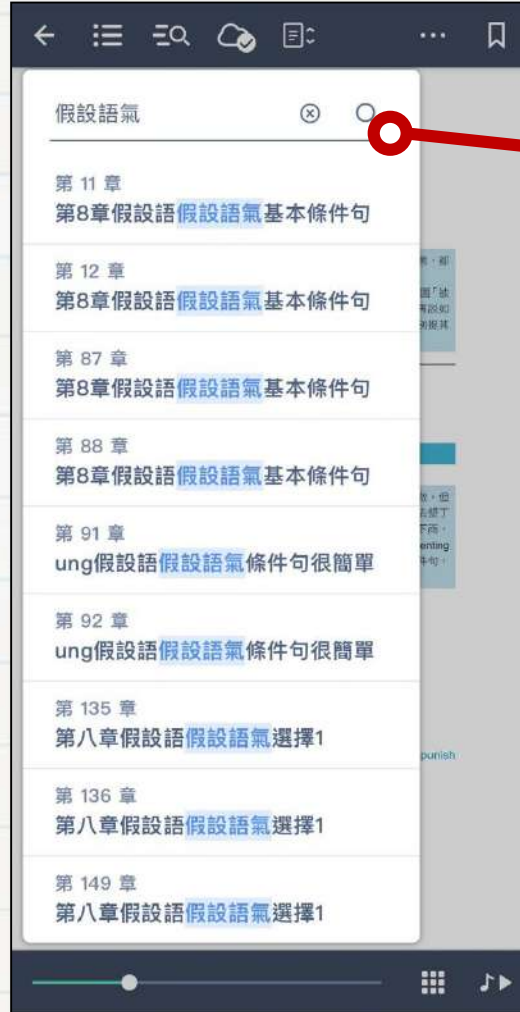 假設語氣
第 11 章
第8章假設語假設語氣基本條件句
第 12 章
第8章假設語假設語氣基本條件句
第 87 章
第8章假設語假設語氣基本條件句
第 88 章
第8章假設語假設語氣基本條件句
第 91 章
ung假設語假設語氣條件句很簡單
第 92 章
ung假設語假設語氣條件句很簡單
第 135 章
第八章假設語假設語氣選擇1
第 136 章
第八章假設語假設語氣選擇1
第 149 章
第八章假設語假設語氣選擇1
enting
punish